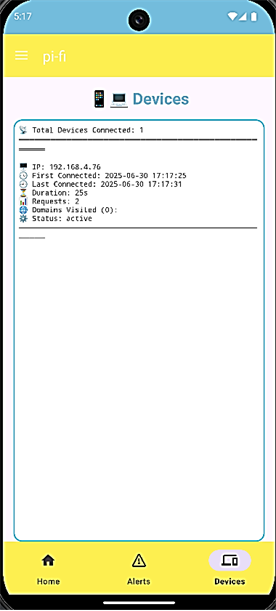 5:17
pi-fi
Devices
Total Devices Connected: 1
IP: 192.168.4.76
First Connected: 2025-06-30 17:17:25
Last Connected: 2025-06-30 17:17:31
Duration: 25s
Requests: 2
Domains Visited (0):
Status: active
Home Alerts Devices